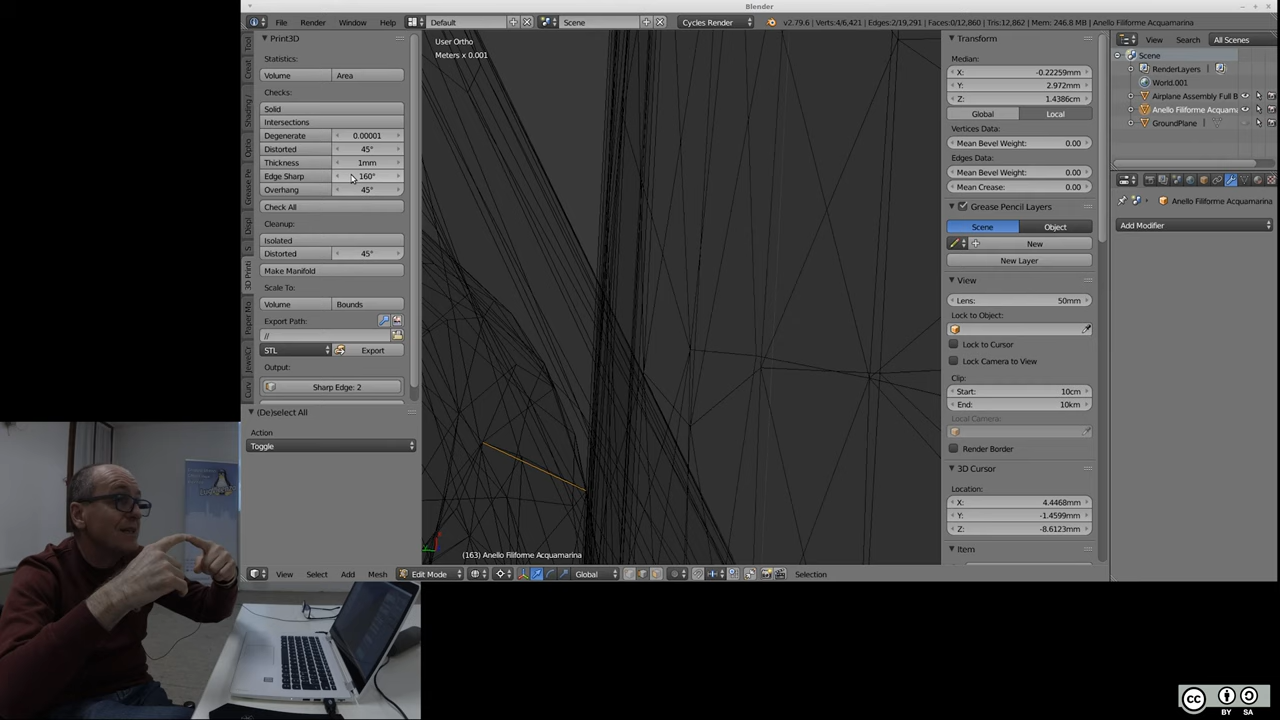 Blender
File Render Window Help Default Scene Cycles Render v2.79.6 | Verts:4/6,421 | Edges:2/19,291 | Faces:0/12,860 | Tris:12,862 | Mem: 246.8 MB | Anello Filiforme Acquamarina
Print3D
Statistics:
Volume Area
Checks:
Solid
Intersections
Degenerate 0.00001
Distorted 45°
Thickness 1mm
Edge Sharp 160°
Overhang 45°
Check All
Cleanup:
Isolated
Distorted 45°
Make Manifold
Scale To:
Volume Bounds
Export Path:
//
STL Export
Output:
Sharp Edge: 2
(De)select All
Action
Toggle
User Ortho
Meters x 0.001
(163) Anello Filiforme Acquamarina
View Select Add Mesh Edit Mode Global Selection
Transform
Median:
X: -0.22259mm
Y: 2.972mm
Z: 1.4386cm
Global Local
Vertices Data:
Mean Bevel Weight: 0.00
Edges Data:
Mean Bevel Weight: 0.00
Mean Crease: 0.00
Grease Pencil Layers
Scene Object
New
New Layer
View
Lens: 50mm
Lock to Object:
Lock to Cursor
Lock Camera to View
Clip:
Start: 10cm
End: 10km
Local Camera:
Render Border
3D Cursor
Location:
X: 4.4468mm
Y: -1.4599mm
Z: -8.6123mm
Item
View Search All Scenes
Scene
RenderLayers
World.001
Airplane Assembly Full B
Anello Filiforme Acquam
GroundPlane
Anello Filiforme Acquamarina
Add Modifier
CC BY SA